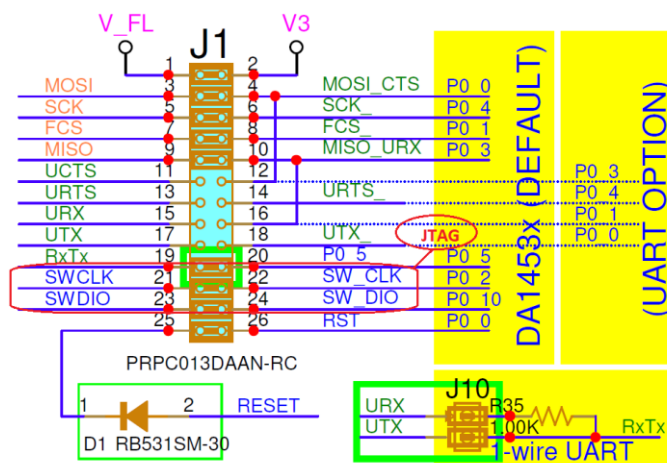 V_FL J1 V3
1 2
MOSI 3 4 MOSI_CTS P0_0
SCK 5 6 SCK_ P0_4
FCS 7 8 FCS_ P0_1
MISO 9 10 MISO_URX P0_3
UCTS 11 12 P0_3
URTS 13 14 URTS_ P0_4
URX 15 16 P0_1
UTX 17 18 UTX_ P0_0
JTAG
RxTx 19 20 P0_5 P0_5
SWCLK 21 22 SW_CLK P0_2
SWDIO 23 24 SW_DIO P0_10
25 26 RST P0_0
DA1453x (DEFAULT)
(UART OPTION)
PRPC013DAAN-RC
1 2 RESET
D1 RB531SM-30
J10
URX R35
UTX 1.00K RxTx
1-wire UART